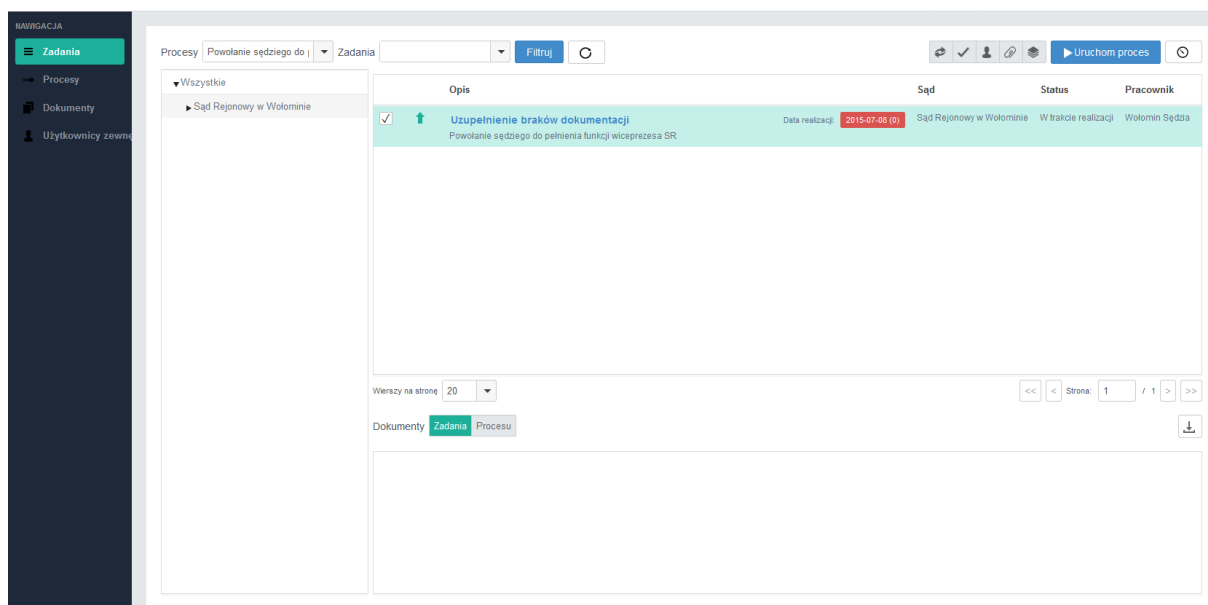 NAWIGACJA
Zadania
Procesy
Dokumenty
Użytkownicy zewnę
Procesy Powołanie sędziego do Zadania Filtruj Uruchom proces
Wszystkie
Sąd Rejonowy w Wołominie
Opis Sąd Status Pracownik
Uzupełnienie braków dokumentacji Data realizacji: 2015-07-08 (0) Sąd Rejonowy w Wołominie W trakcie realizacji Wołomin Sędzia
Powołanie sędziego do pełnienia funkcji wiceprezesa SR
Wierszy na stronę 20 << < Strona: 1 / 1 > >>
Dokumenty Zadania Procesu